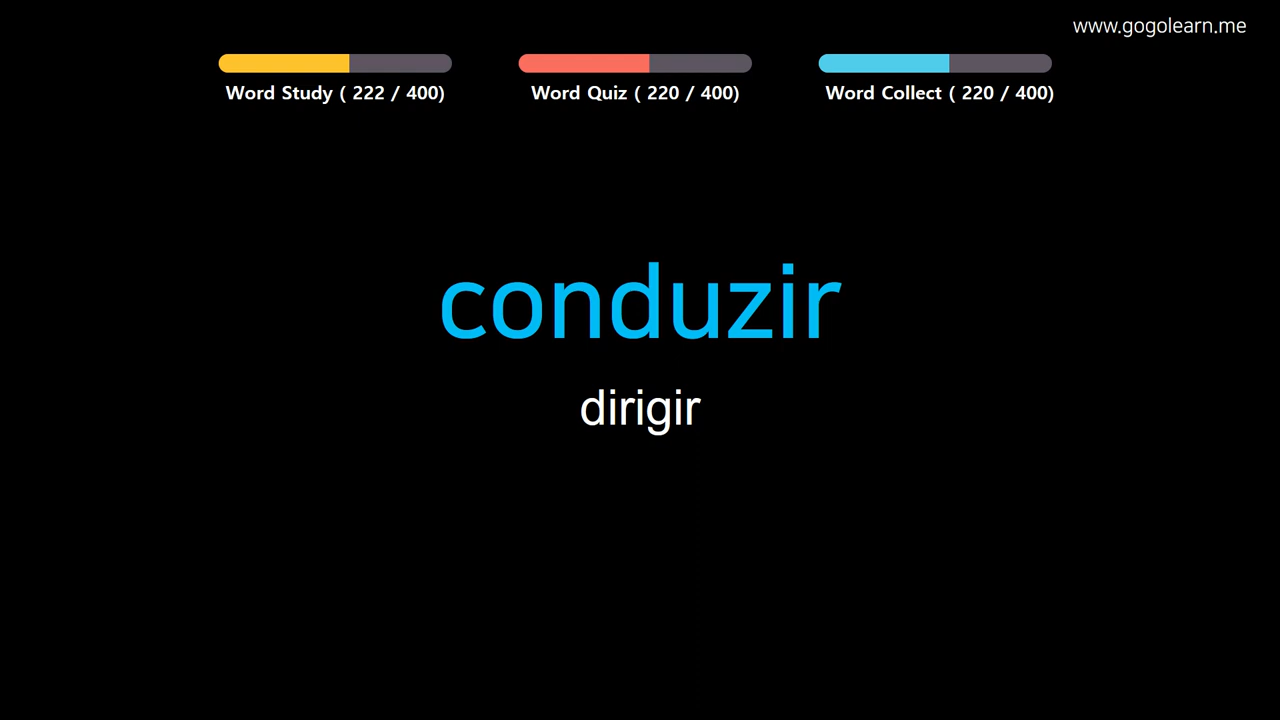 www.gogolearn.me
Word Study ( 222 / 400)
Word Quiz ( 220 / 400)
Word Collect ( 220 / 400)
conduzir
dirigir